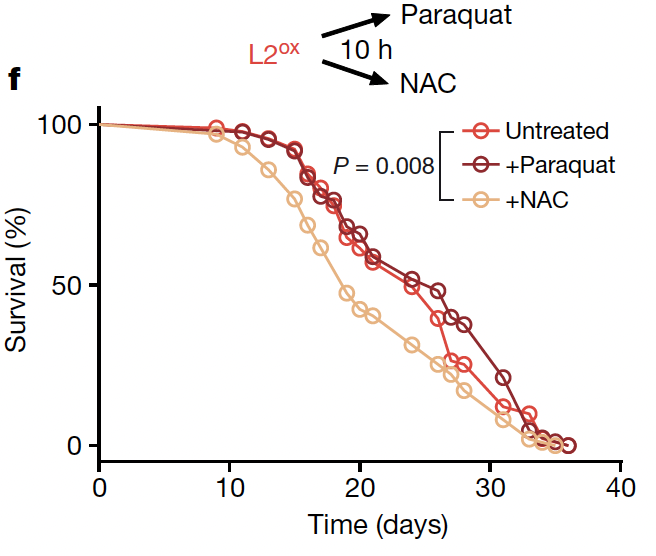 Paraquat
L2ox 10 h
NAC
f
100
50
0
Survival (%)
Untreated
+Paraquat
+NAC
P = 0.008
0 10 20 30 40
Time (days)